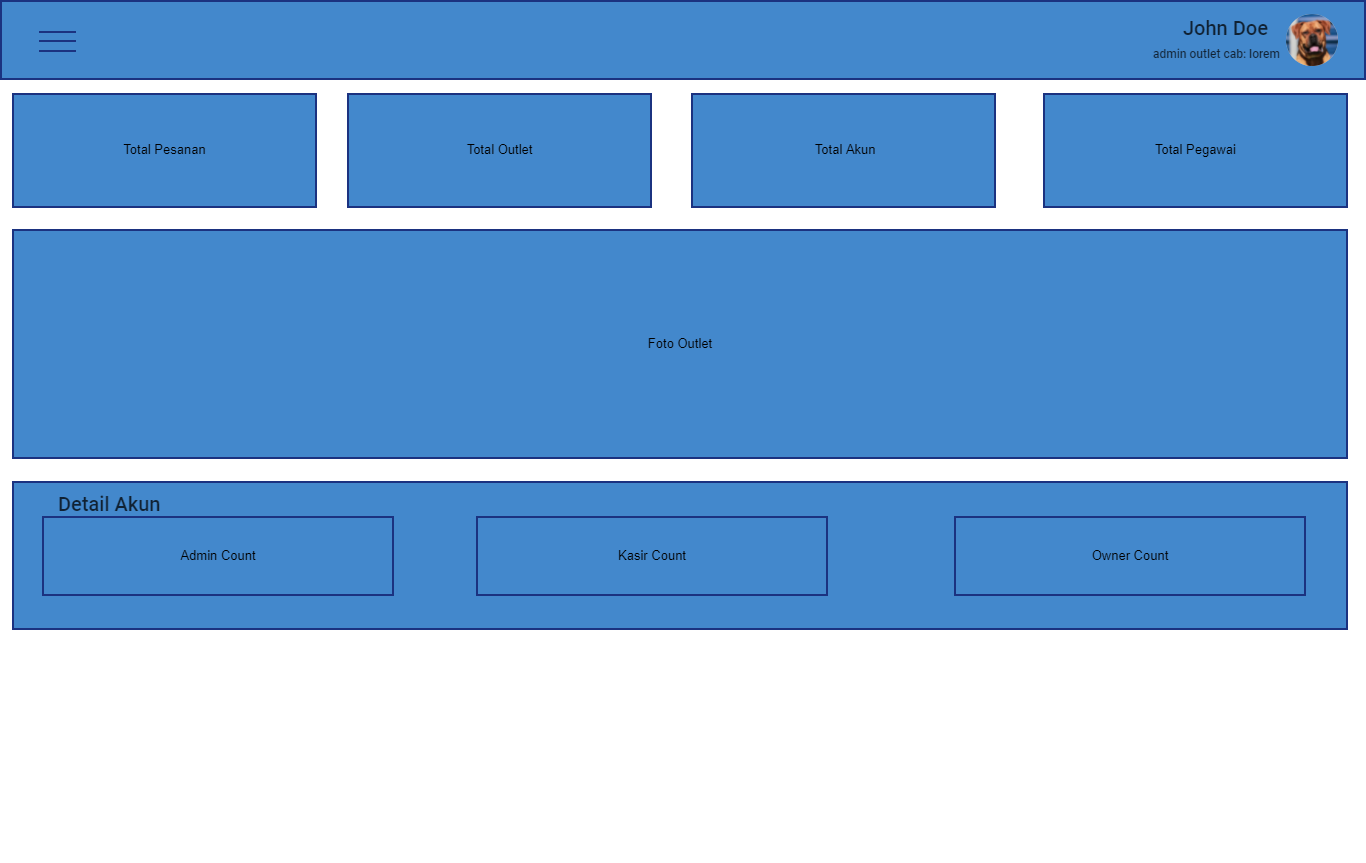 John Doe
admin outlet cab: lorem
Total Pesanan
Total Outlet
Total Akun
Total Pegawai
Foto Outlet
Detail Akun
Admin Count
Kasir Count
Owner Count